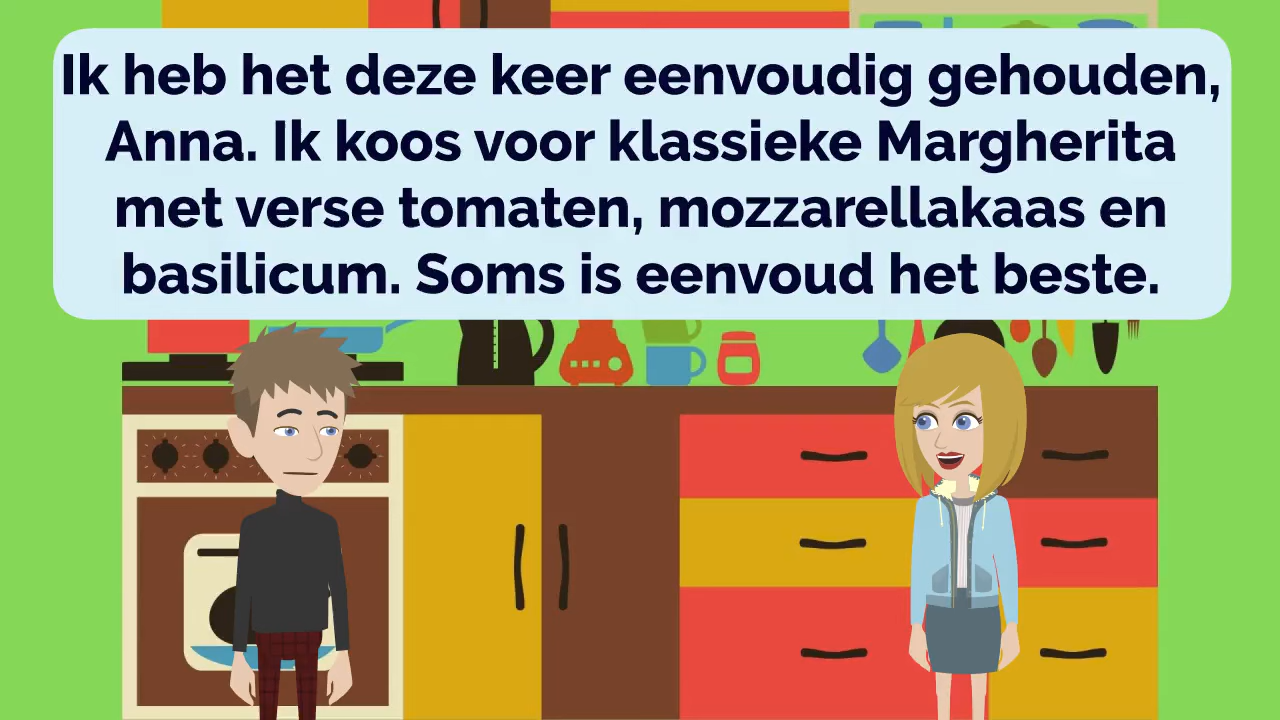 Ik heb het deze keer eenvoudig gehouden,
Anna. Ik koos voor klassieke Margherita
met verse tomaten, mozzarellakaas en
basilicum. Soms is eenvoud het beste.